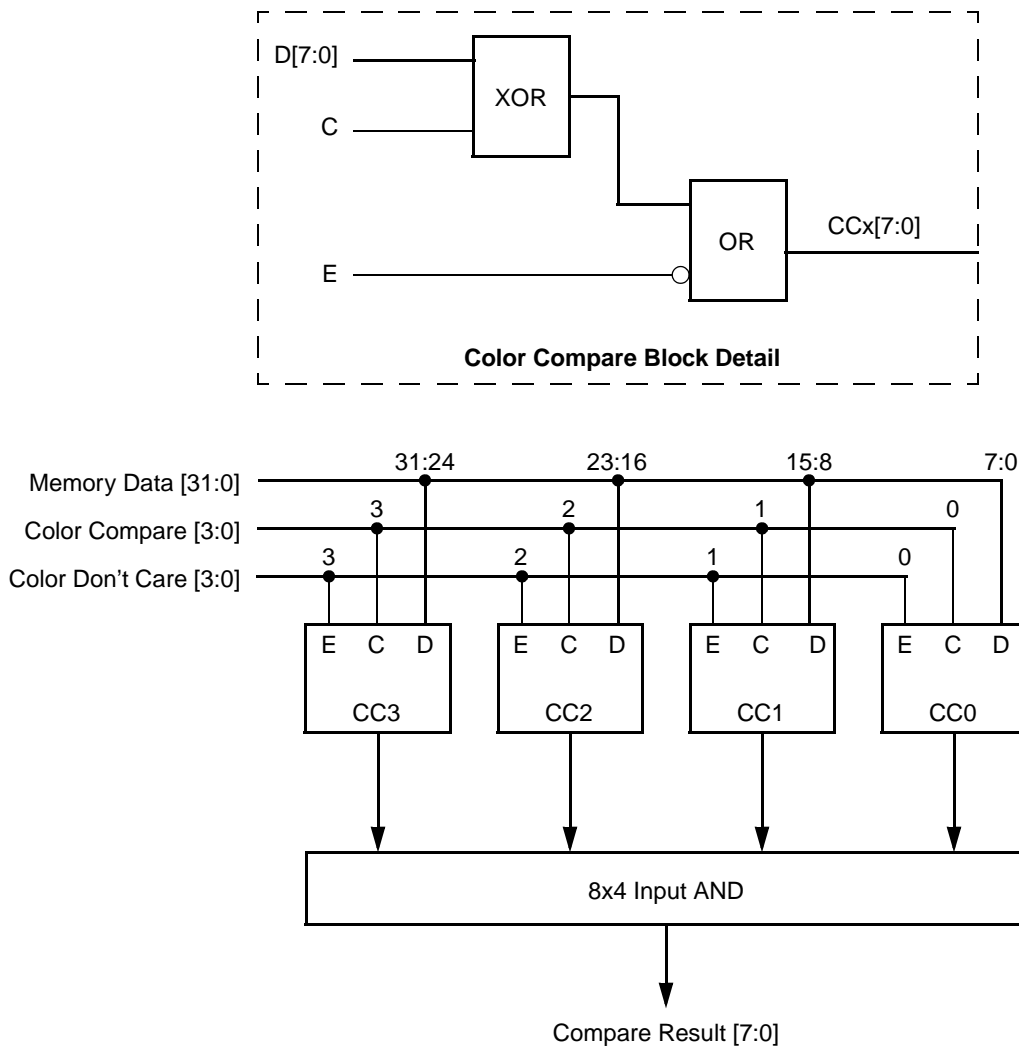 D[7:0]
XOR
C
CCx[7:0]
OR
E
Color Compare Block Detail
31:24 23:16 15:8 7:0
Memory Data [31:0]
3 2 1 0
Color Compare [3:0]
3 2 1 0
Color Don't Care [3:0]
E C D E C D E C D E C D
CC3 CC2 CC1 CC0
8x4 Input AND
Compare Result [7:0]